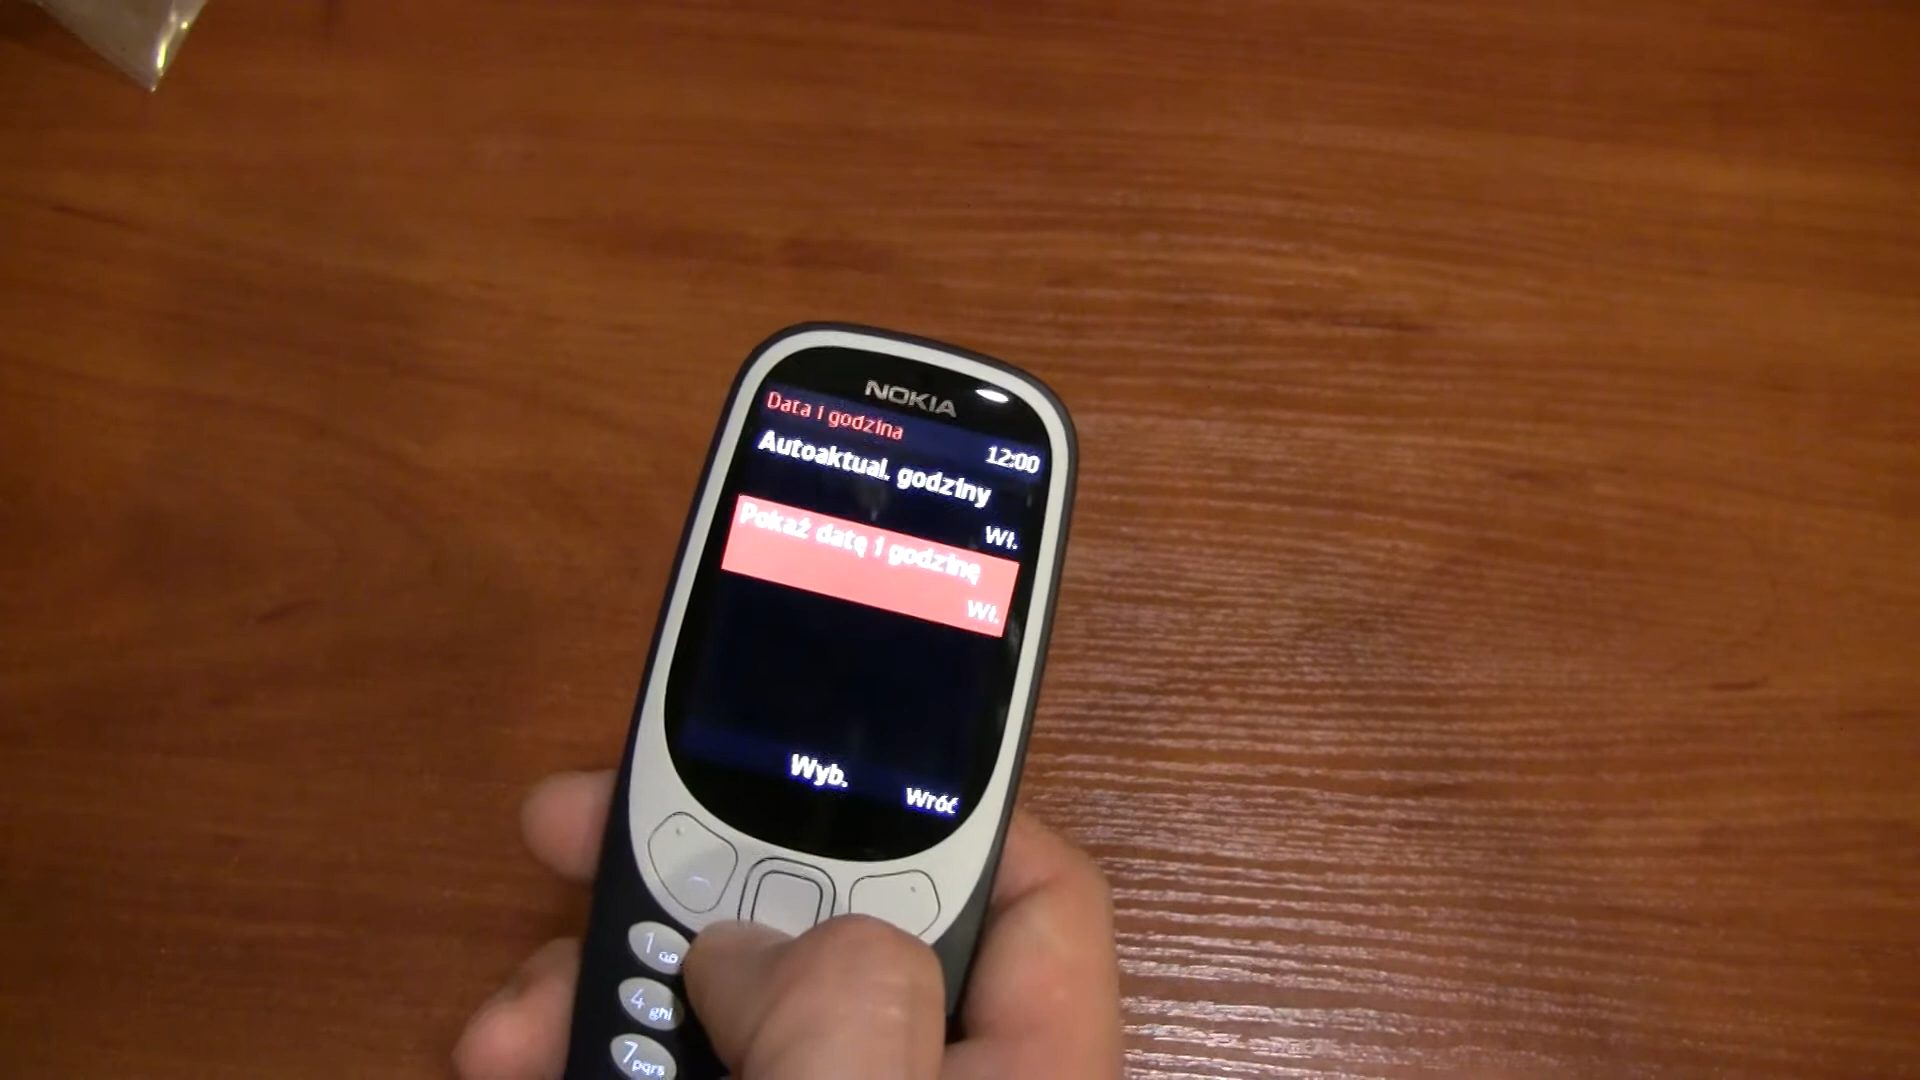 NOKIA
Data i godzina
12:00
Autoaktual. godziny
Wł.
Pokaż datę i godzinę
Wł.
Wyb.
Wróć
1
4 ghi
7 pqrs